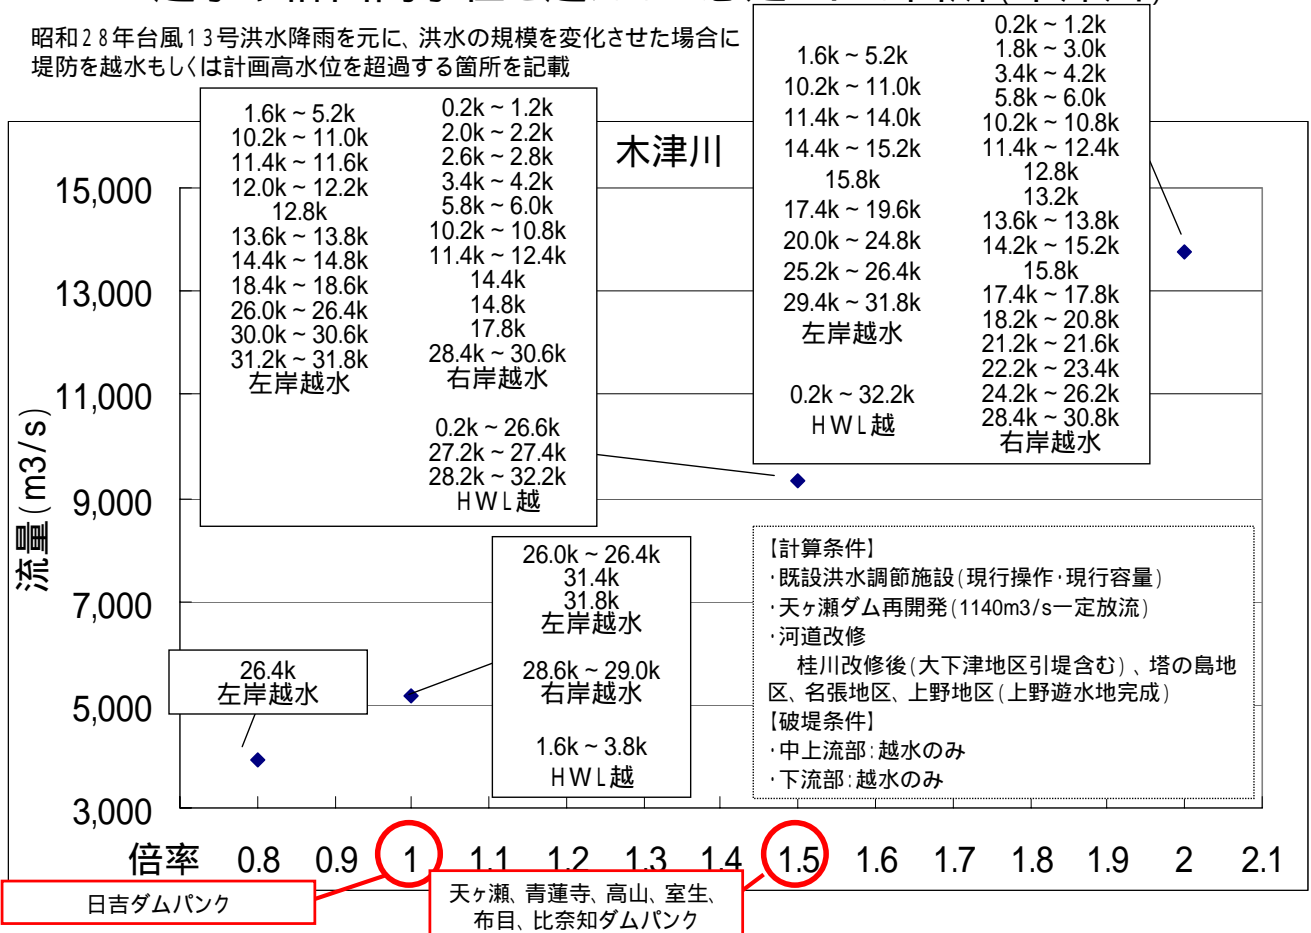 昭和28年台風13号洪水降雨を元に、洪水の規模を変化させた場合に
堤防を越水もしくは計画高水位を超過する箇所を記載
木津川
1.6k～5.2k
10.2k～11.0k
11.4k～11.6k
12.0k～12.2k
12.8k
13.6k～13.8k
14.4k～14.8k
18.4k～18.6k
26.0k～26.4k
30.0k～30.6k
31.2k～31.8k
左岸越水
0.2k～1.2k
2.0k～2.2k
2.6k～2.8k
3.4k～4.2k
5.8k～6.0k
10.2k～10.8k
11.4k～12.4k
14.4k
14.8k
17.8k
28.4k～30.6k
右岸越水
0.2k～26.6k
27.2k～27.4k
28.2k～32.2k
HWL越
1.6k～5.2k
10.2k～11.0k
11.4k～14.0k
14.4k～15.2k
15.8k
17.4k～19.6k
20.0k～24.8k
25.2k～26.4k
29.4k～31.8k
左岸越水
0.2k～32.2k
HWL越
0.2k～1.2k
1.8k～3.0k
3.4k～4.2k
5.8k～6.0k
10.2k～10.8k
11.4k～12.4k
12.8k
13.2k
13.6k～13.8k
14.2k～15.2k
15.8k
17.4k～17.8k
18.2k～20.8k
21.2k～21.6k
22.2k～23.4k
24.2k～26.2k
28.4k～30.8k
右岸越水
26.4k
左岸越水
26.0k～26.4k
31.4k
31.8k
左岸越水
28.6k～29.0k
右岸越水
1.6k～3.8k
HWL越
【計算条件】
・既設洪水調節施設(現行操作・現行容量)
・天ヶ瀬ダム再開発(1140m3/s一定放流)
・河道改修
桂川改修後(大下津地区引堤含む)、塔の島地
区、名張地区、上野地区(上野遊水地完成)
【破堤条件】
・中上流部:越水のみ
・下流部:越水のみ
流量(m3/s)
15,000
13,000
11,000
9,000
7,000
5,000
3,000
倍率 0.8 0.9 1 1.1 1.2 1.3 1.4 1.5 1.6 1.7 1.8 1.9 2 2.1
日吉ダムパンク
天ヶ瀬、青蓮寺、高山、室生、
布目、比奈知ダムパンク